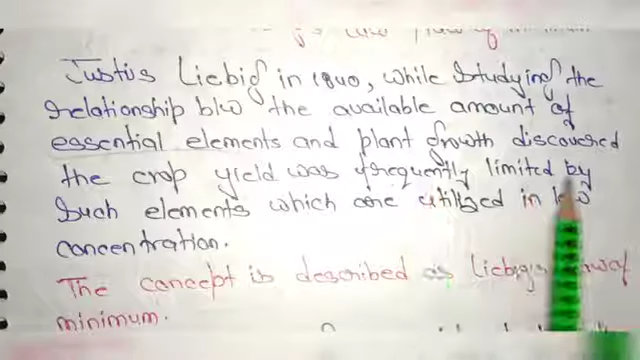 Justus Liebig in 1840, while studying the
relationship b/w the available amount of
essential elements and plant growth discovered
the crop yield was frequently limited by
such elements which are utilized in low
concentration.
The concept is described as Liebigs law of
minimum.